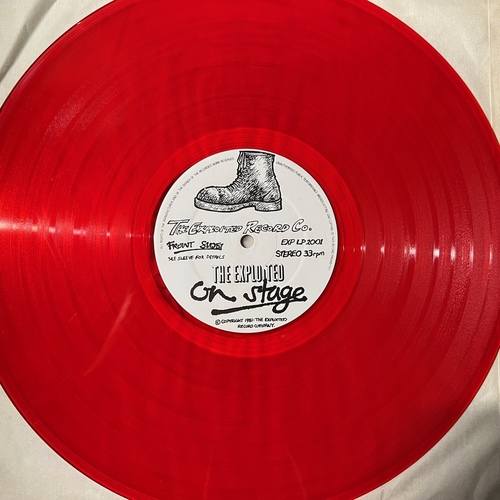 THE EXPLOITED RECORD CO.
FRONT SIDE
EXP LP 2001
SEE SLEEVE FOR DETAILS
STEREO 33rpm
THE EXPLOITED
On stage
© COPYRIGHT 1981 THE EXPLOITED
RECORD COMPANY.